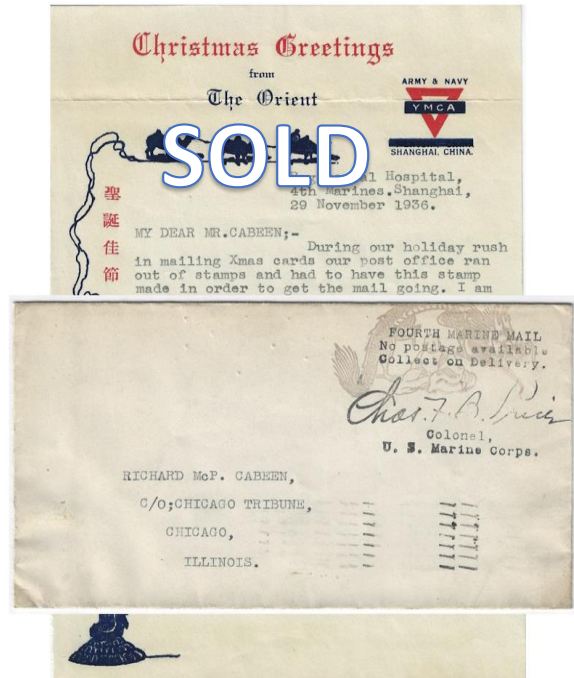 Christmas Greetings
from
The Orient
ARMY & NAVY
YMCA
SHANGHAI, CHINA.
SOLD
Hospital,
4th Marines.Shanghai,
29 November 1936.
聖誕佳節
MY DEAR MR.CABEEN;-
During our holiday rush
in mailing Xmas cards our post office ran
out of stamps and had to have this stamp
made in order to get the mail going. I am
FOURTH MARINE MAIL
No postage available
Collect on Delivery.
Chas. F. B. Price
Colonel,
U. S. Marine Corps.
RICHARD McP. CABEEN,
C/O;CHICAGO TRIBUNE,
CHICAGO,
ILLINOIS.